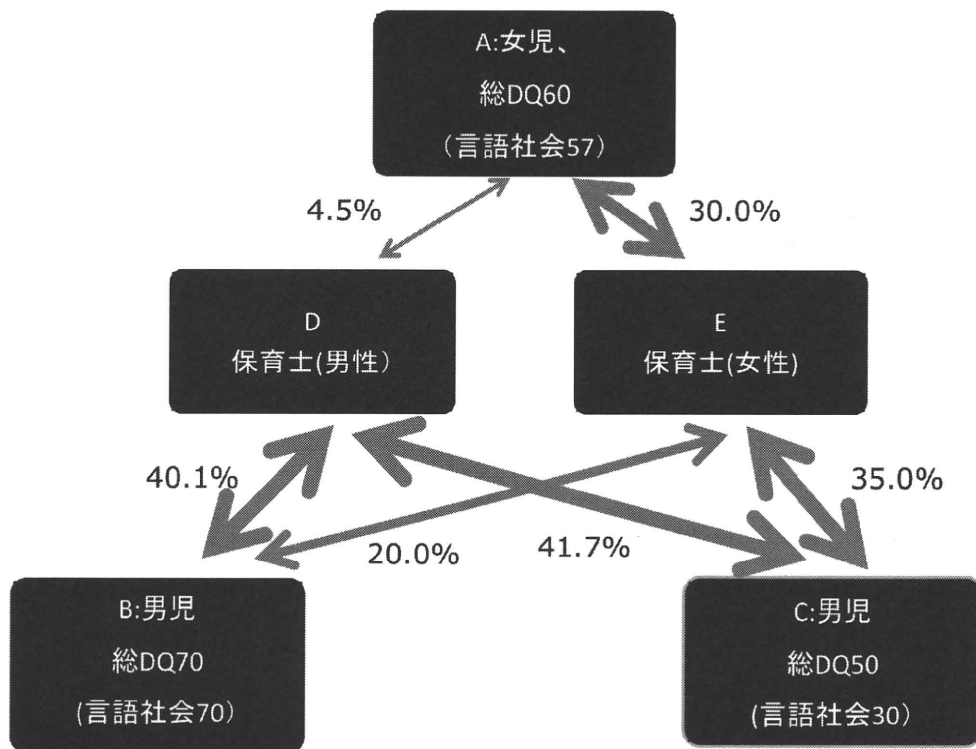 A:女児、
総DQ60
（言語社会57）
4.5%
30.0%
D
保育士(男性）
E
保育士(女性)
40.1%
35.0%
20.0%
41.7%
B:男児
総DQ70
(言語社会70）
C:男児
総DQ50
(言語社会30）